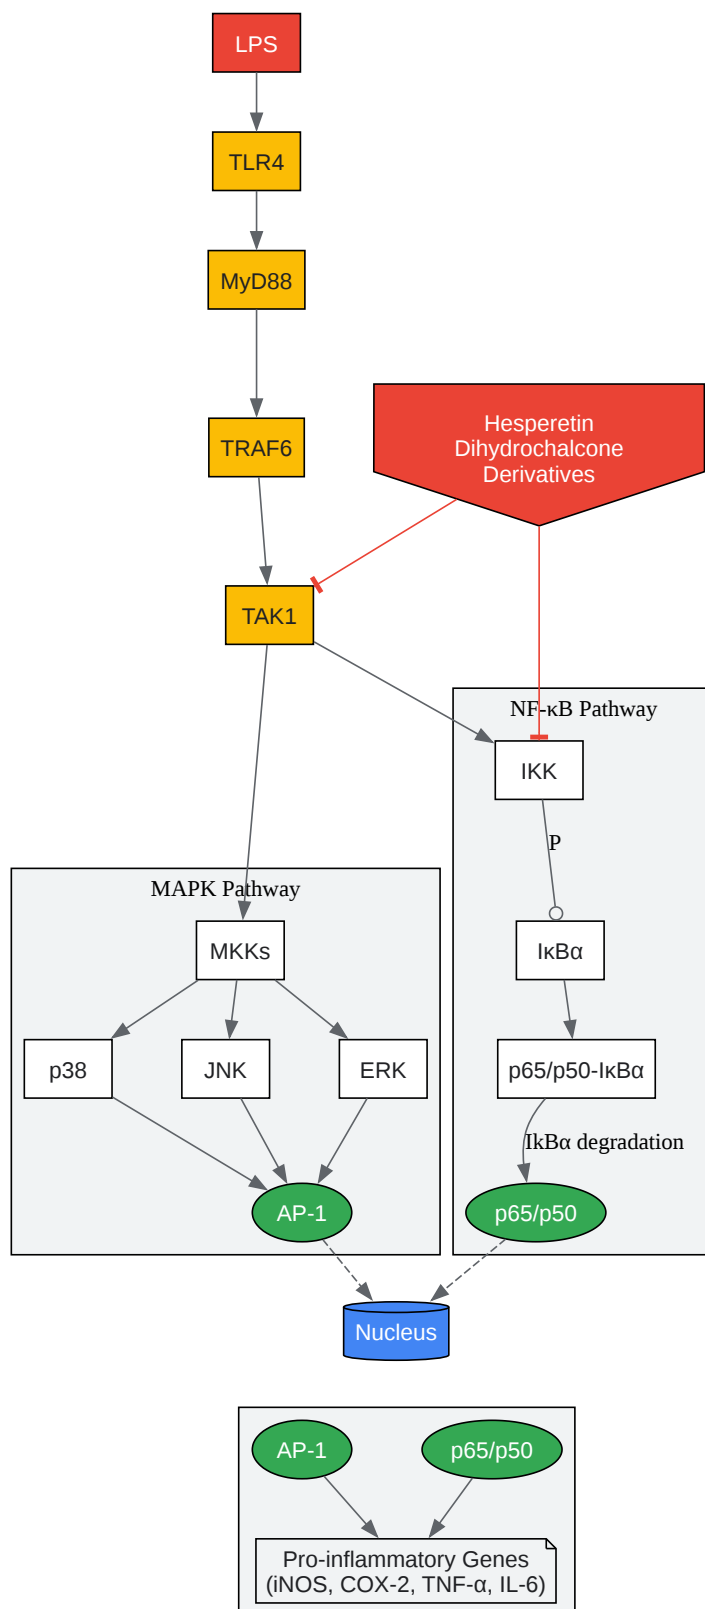 LPS
TLR4
MyD88
TRAF6
Hesperetin
Dihydrochalcone
Derivatives
TAK1
NF-κB Pathway
IKK
P
MAPK Pathway
MKKs
IκBα
p38
JNK
ERK
p65/p50-IκBα
IkBα degradation
AP-1
p65/p50
Nucleus
AP-1
p65/p50
Pro-inflammatory Genes
(iNOS, COX-2, TNF-α, IL-6)